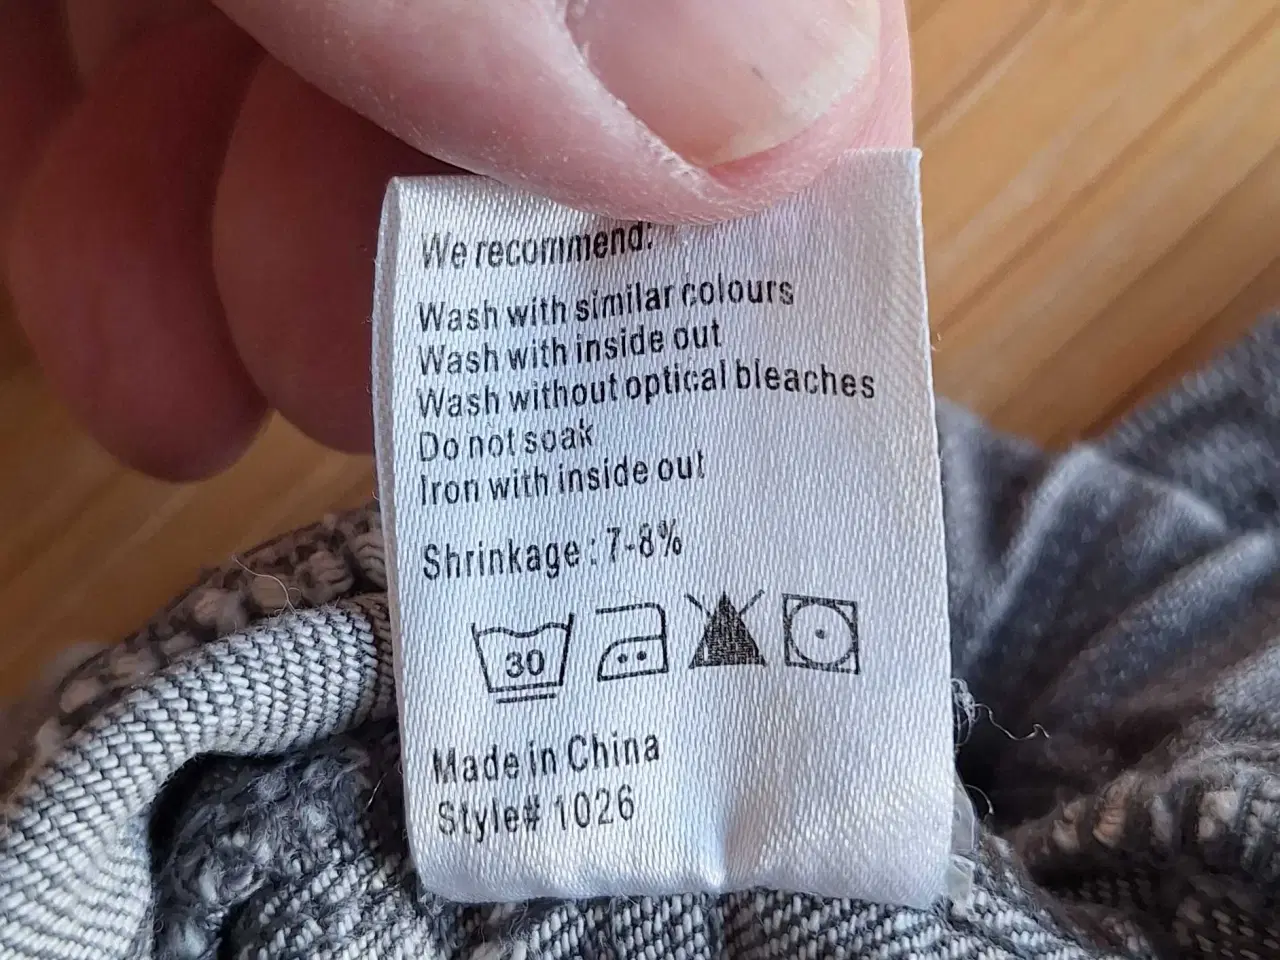 We recommend:
Wash with similar colours
Wash with inside out
Wash without optical bleaches
Do not soak
Iron with inside out
Shrinkage : 7-8%
30
Made in China
Style# 1026